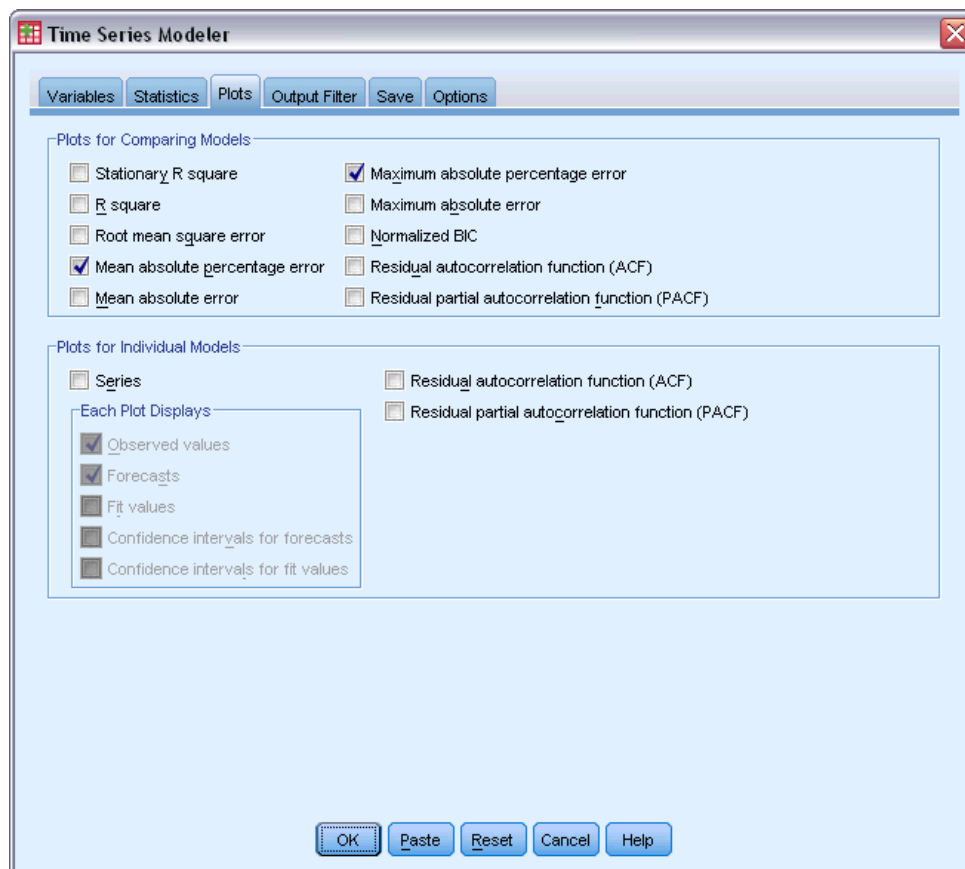 Time Series Modeler
Variables Statistics Plots Output Filter Save Options
Plots for Comparing Models
Stationary R square
R square
Root mean square error
Mean absolute percentage error
Mean absolute error
Maximum absolute percentage error
Maximum absolute error
Normalized BIC
Residual autocorrelation function (ACF)
Residual partial autocorrelation function (PACF)
Plots for Individual Models
Series
Each Plot Displays
Observed values
Forecasts
Fit values
Confidence intervals for forecasts
Confidence intervals for fit values
Residual autocorrelation function (ACF)
Residual partial autocorrelation function (PACF)
OK Paste Reset Cancel Help